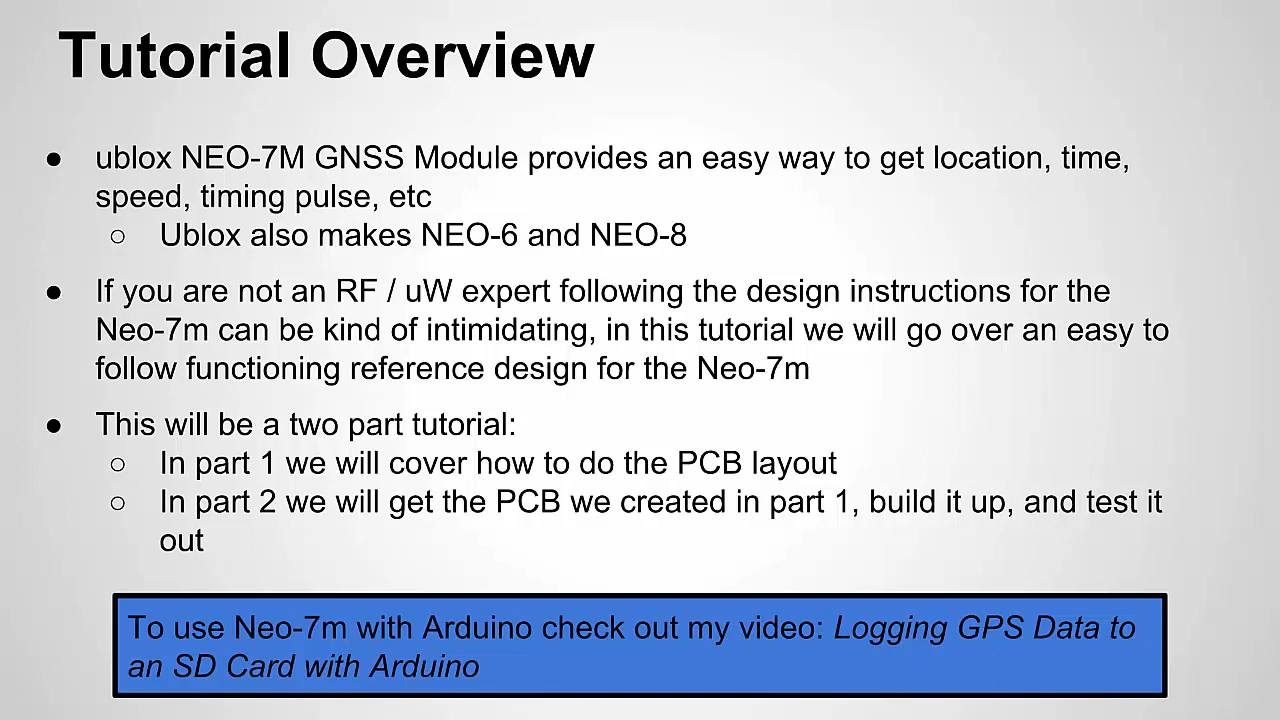 Tutorial Overview
● ublox NEO-7M GNSS Module provides an easy way to get location, time,
speed, timing pulse, etc
○ Ublox also makes NEO-6 and NEO-8
● If you are not an RF / uW expert following the design instructions for the
Neo-7m can be kind of intimidating, in this tutorial we will go over an easy to
follow functioning reference design for the Neo-7m
● This will be a two part tutorial:
○ In part 1 we will cover how to do the PCB layout
○ In part 2 we will get the PCB we created in part 1, build it up, and test it
out
To use Neo-7m with Arduino check out my video: Logging GPS Data to
an SD Card with Arduino